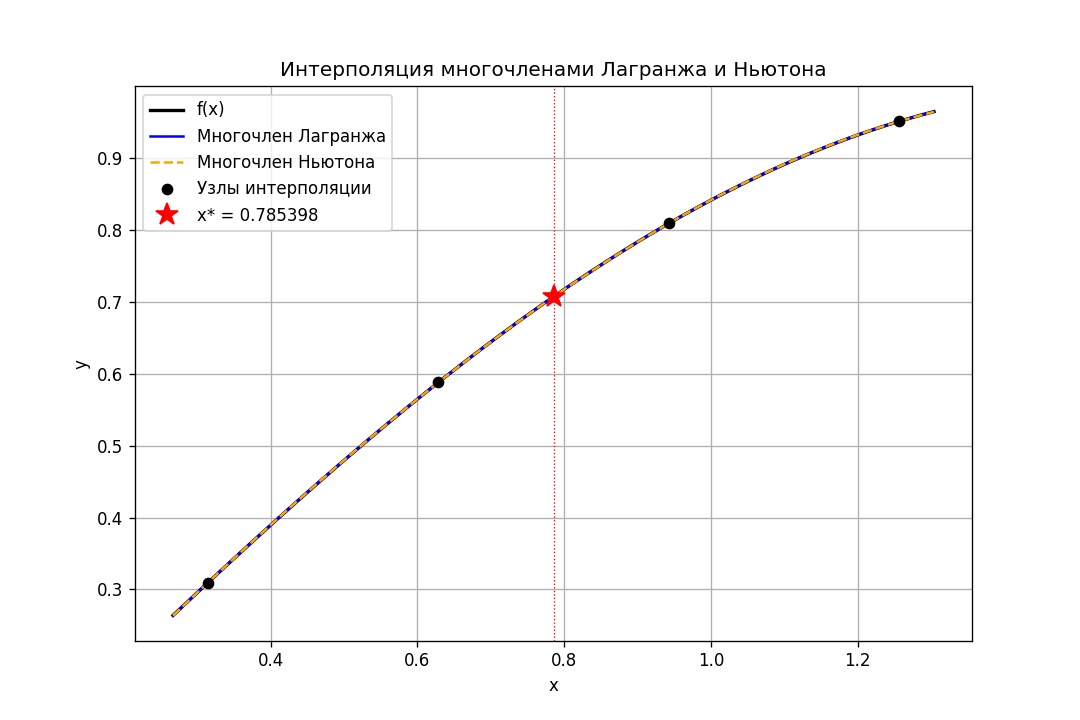 Интерполяция многочленами Лагранжа и Ньютона
f(x)
Многочлен Лагранжа
Многочлен Ньютона
Узлы интерполяции
x* = 0.785398
y
0.9
0.8
0.7
0.6
0.5
0.4
0.3
0.4
0.6
0.8
1.0
1.2
x